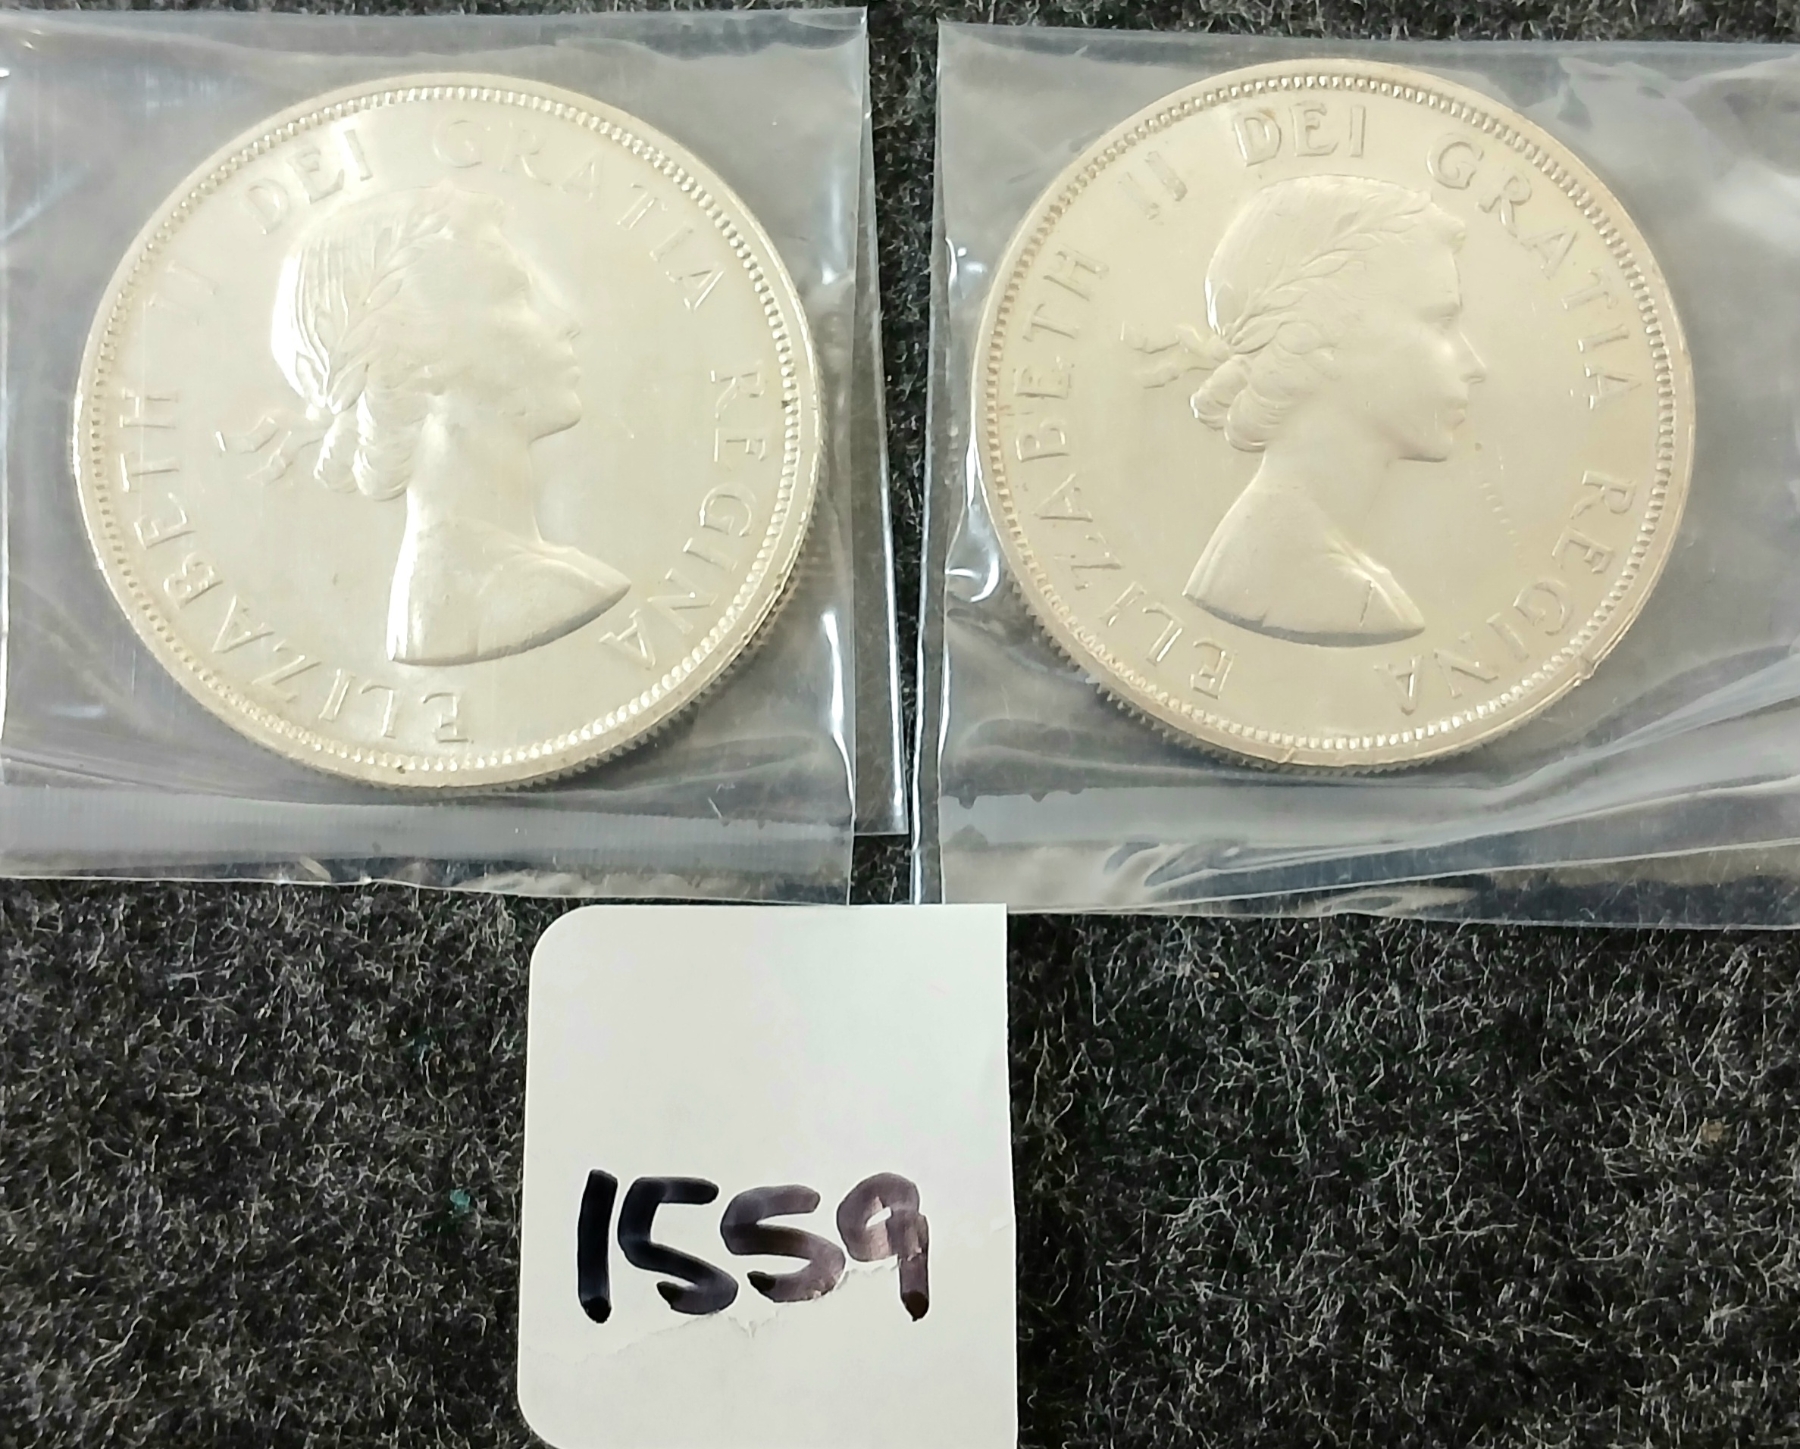 ELIZABETH II DEI GRATIA REGINA
ELIZABETH II DEI GRATIA REGINA
1559